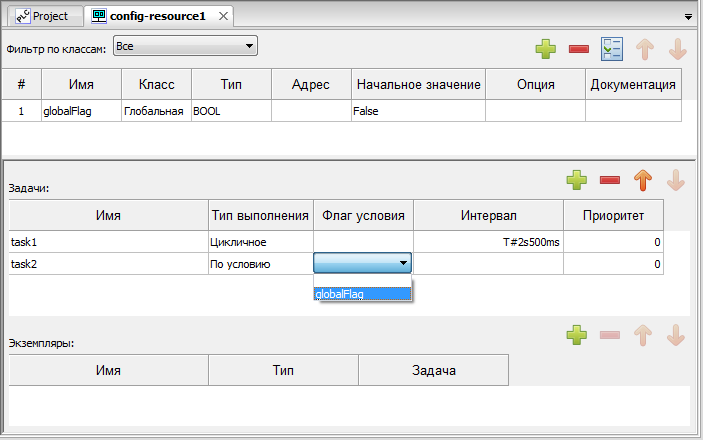 Project config-resource1
Фильтр по классам: Все
# Имя Класс Тип Адрес Начальное значение Опция Документация
1 globalFlag Глобальная BOOL False
Задачи:
Имя Тип выполнения Флаг условия Интервал Приоритет
task1 Цикличное T#2s500ms 0
task2 По условию 0
globalFlag
Экземпляры:
Имя Тип Задача